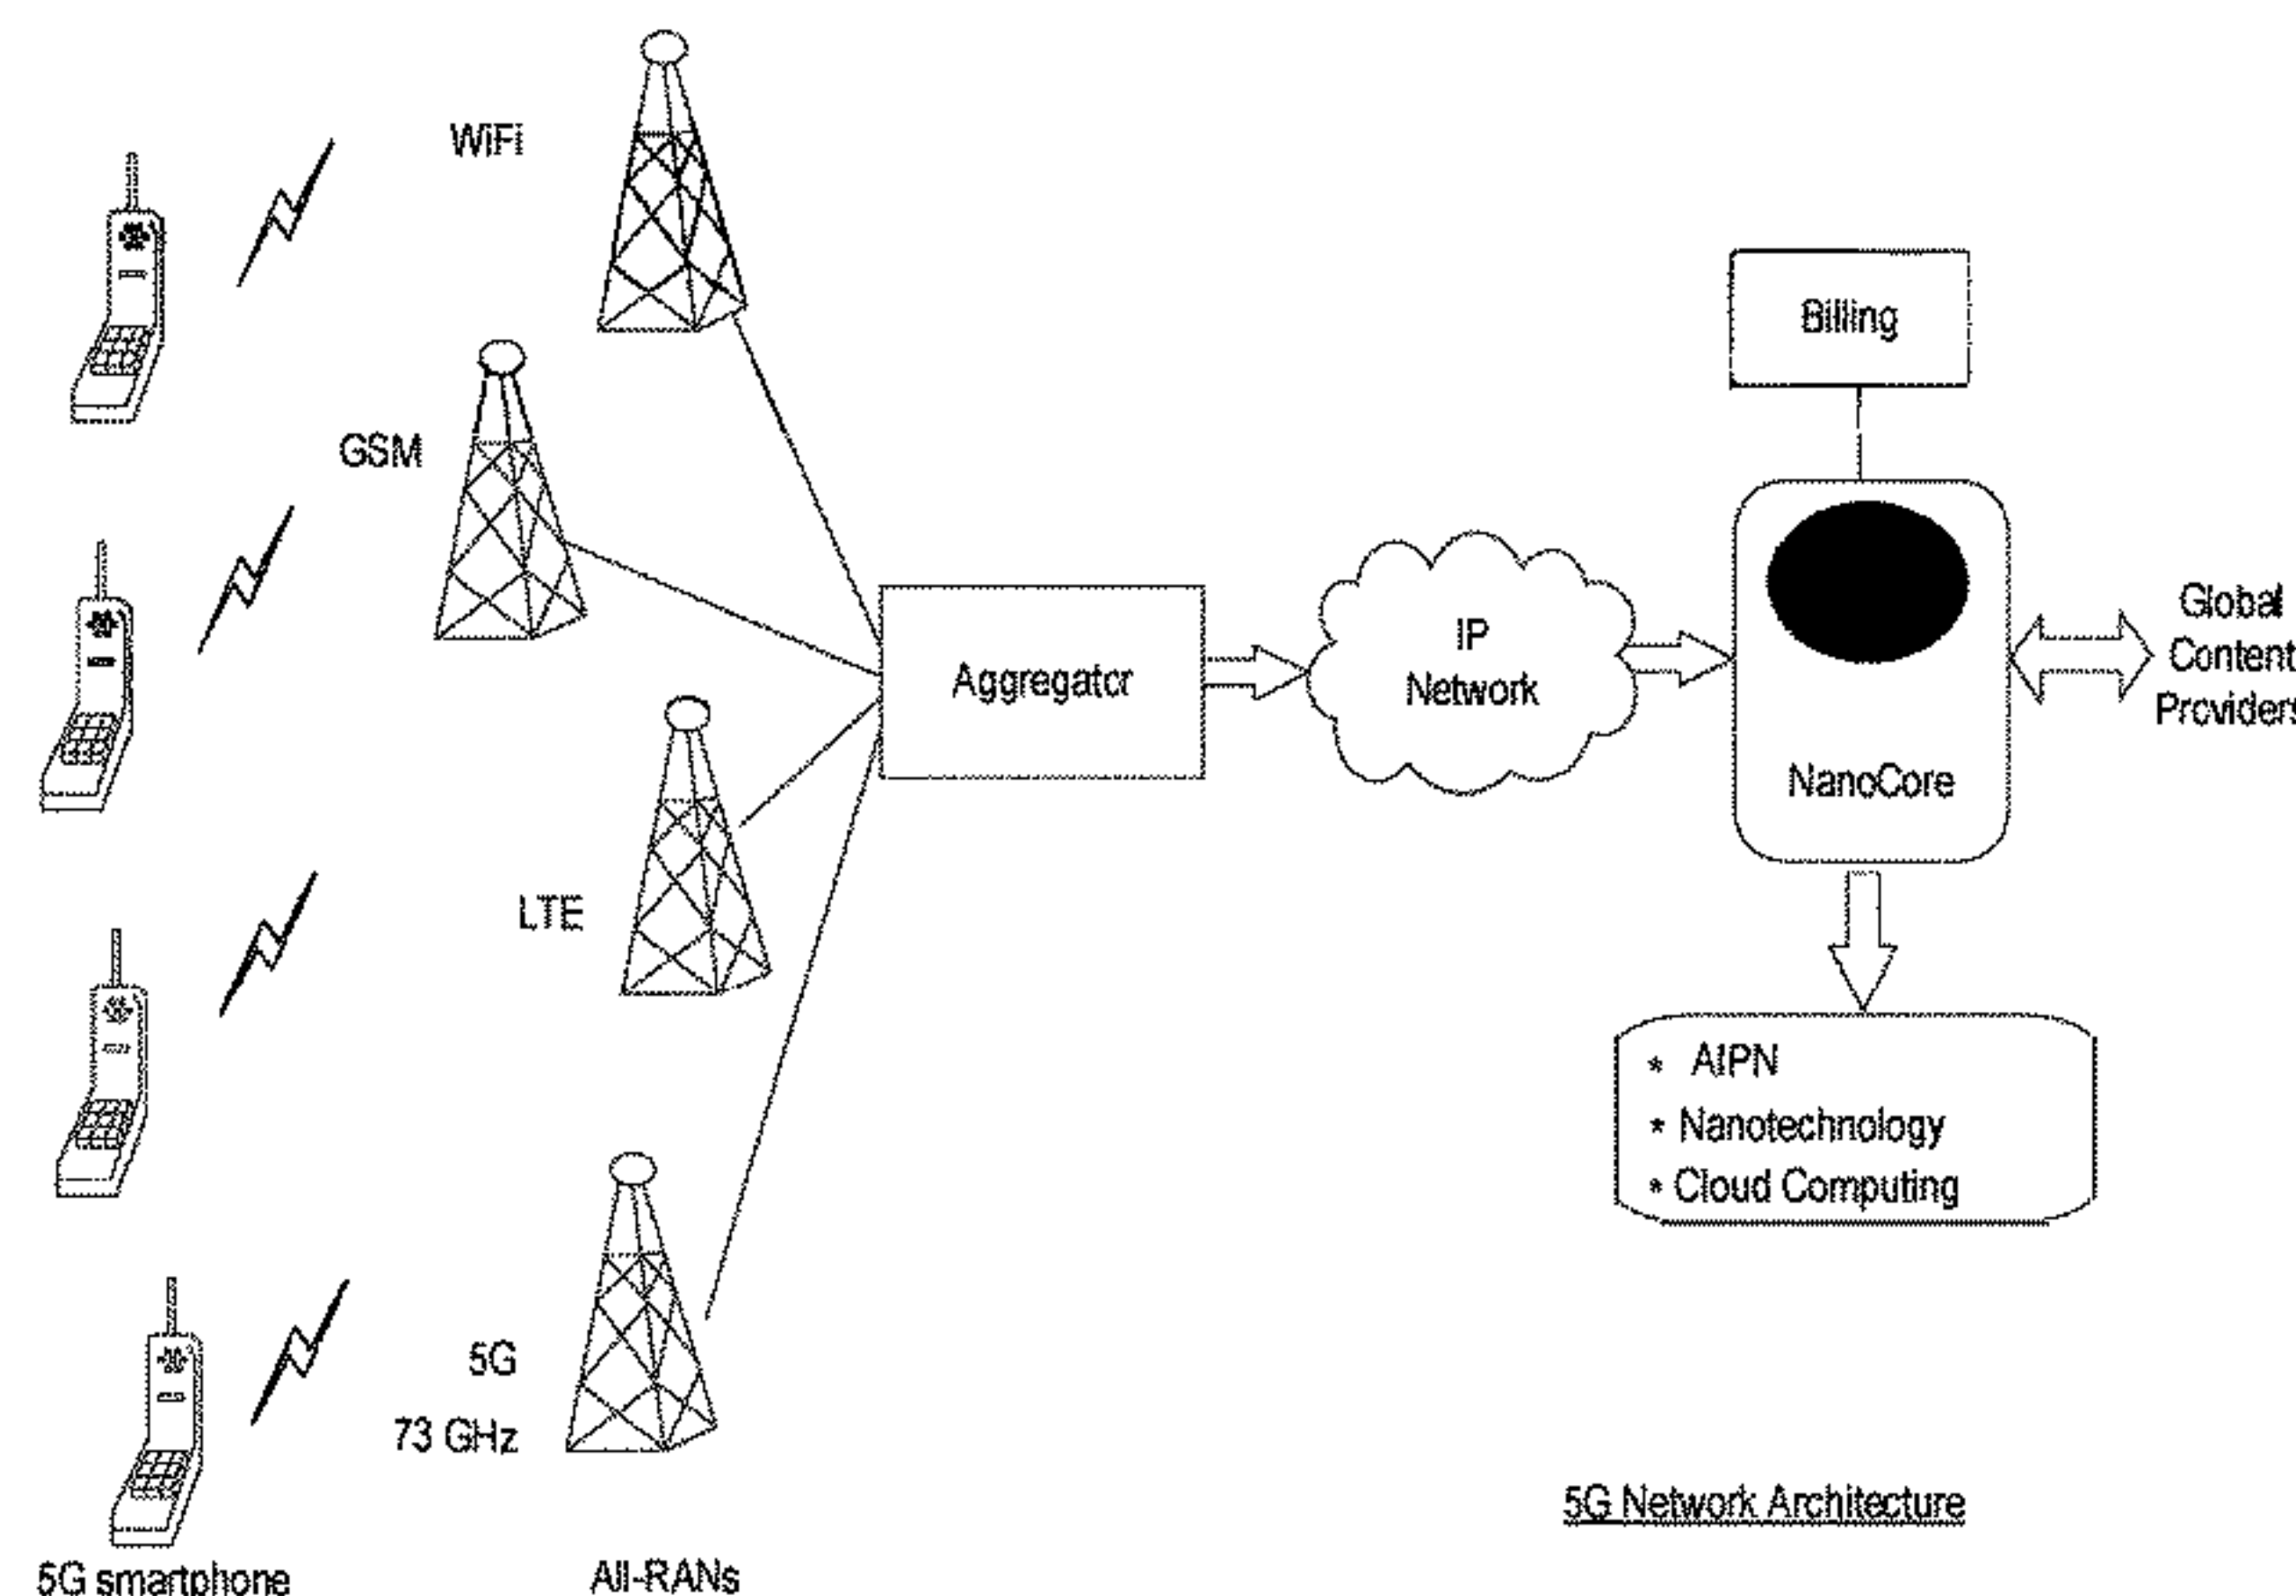 WiFi
GSM
LTE
5G
73 GHz
5G smartphone
All-RANs
Aggregator
IP
Network
Billing
NanoCore
Global
Content
Providers
* AIPN
* Nanotechnology
* Cloud Computing
5G Network Architecture